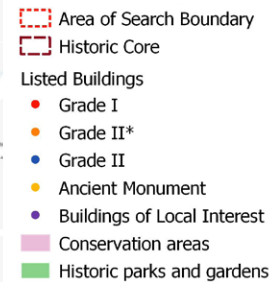 Area of Search Boundary
Historic Core
Listed Buildings
Grade I
Grade II*
Grade II
Ancient Monument
Buildings of Local Interest
Conservation areas
Historic parks and gardens